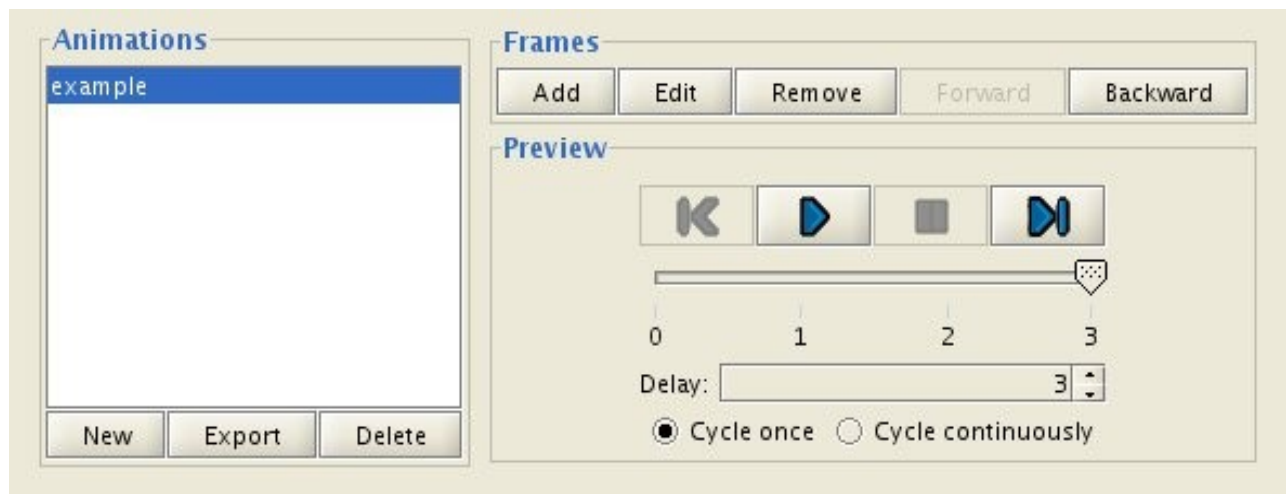 Animations
example
New Export Delete
Frames
Add Edit Remove Forward Backward
Preview
0 1 2 3
Delay: 3
Cycle once Cycle continuously